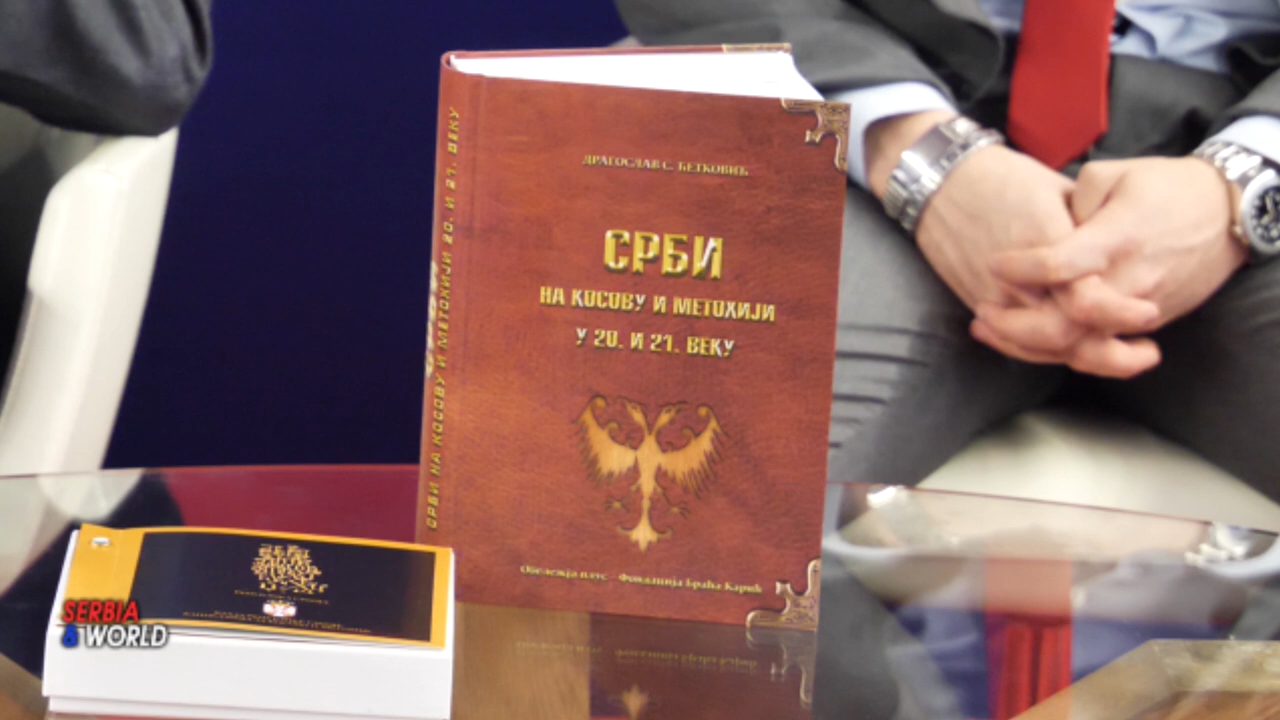 ДРАГОСЛАВ С. ЋЕТКОВИЋ
СРБИ
НА КОСОВУ И МЕТОХИЈИ
У 20. И 21. ВЕКУ
Обележја плус - Фондација Браћа Карић
СРБИ НА КОСОВУ И МЕТОХИЈИ 20. И 21. ВЕКУ
SERBIA
& WORLD